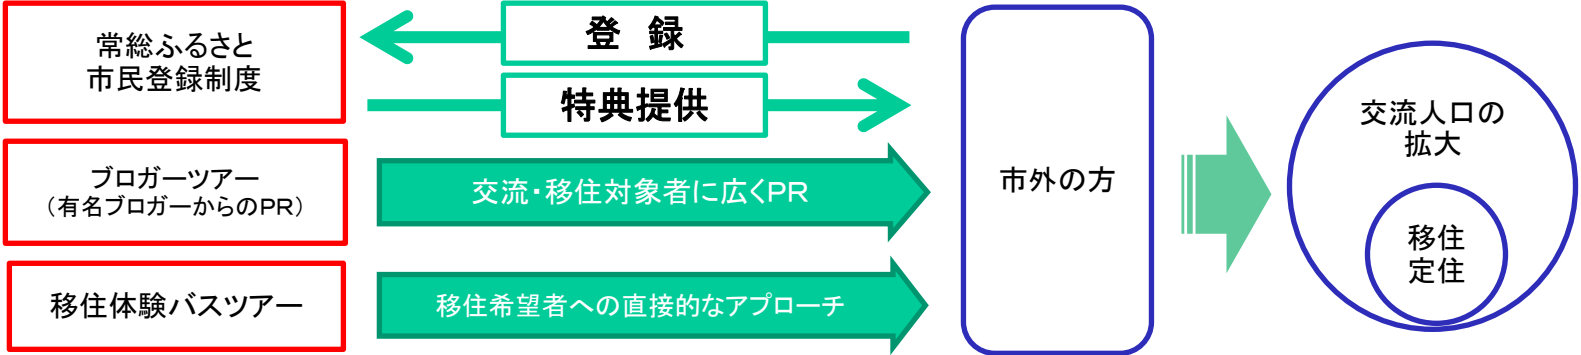 常総ふるさと
市民登録制度
登　録
特典提供
ブロガーツアー
（有名ブロガーからのPR）
交流・移住対象者に広くPR
移住体験バスツアー
移住希望者への直接的なアプローチ
市外の方
交流人口の
拡大
移住
定住